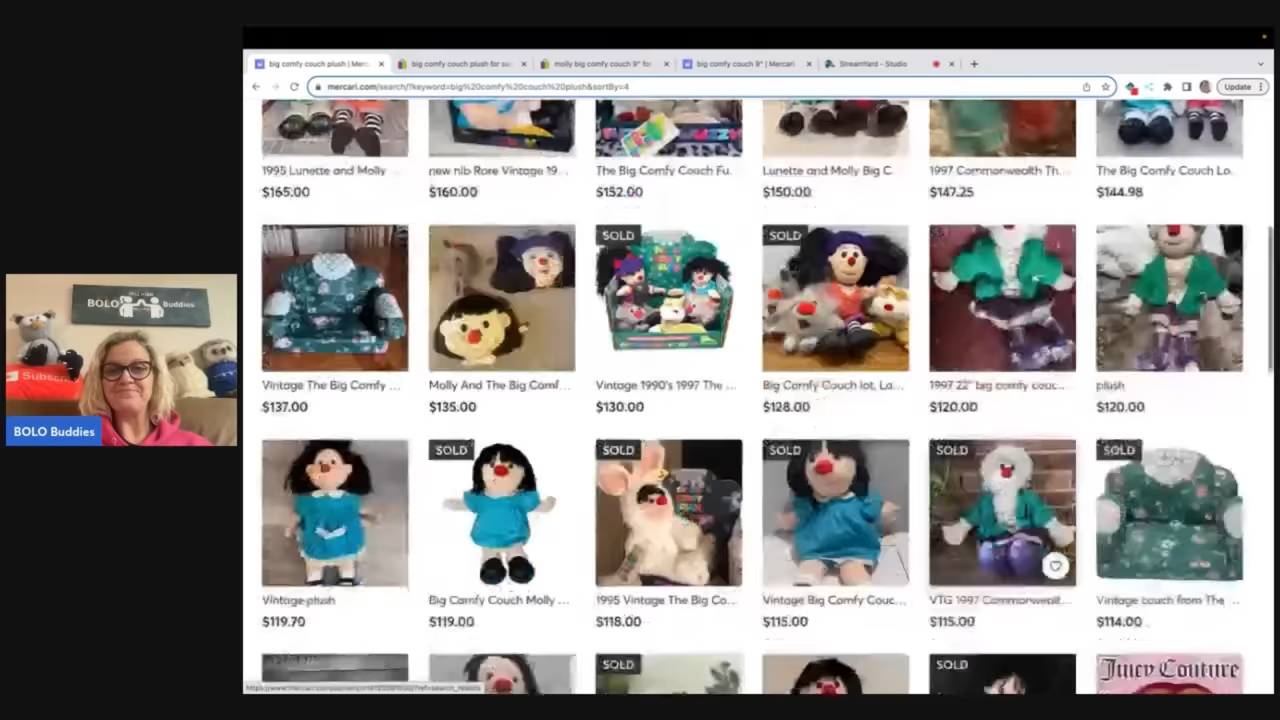 big comfy couch plush | Merc
big comfy couch plush for sa
molly big comfy couch 9" for
big comfy couch 9" | Mercari
StreamYard - Studio
mercari.com/search/?keyword=big%20comfy%20couch%20plush&sortBy=4
Update
1995 Lunette and Molly
new nib Rare Vintage 19...
The Big Comfy Couch Fu..
Lunette and Molly Big C
1997 Commonwealth Th...
The Big Comfy Couch Lo..
$165.00
$160.00
$152.00
$150.00
$147.25
$144.98
SOLD
SOLD
Vintage The Big Comfy ...
Molly And The Big Comf...
Vintage 1990's 1997 The ...
Big Comfy Couch lot, La...
1997 22" big comfy couc...
plush
$137.00
$135.00
$130.00
$128.00
$120.00
$120.00
BOLO
Buddies
Subscr
BOLO Buddies
SOLD
SOLD
SOLD
SOLD
SOLD
Vintage plush
Big Comfy Couch Molly ...
1995 Vintage The Big Co...
Vintage Big Comfy Couc...
VTG 1997 Commonwealt...
Vintage couch from The ...
$119.70
$119.00
$118.00
$115.00
$115.00
$114.00
SOLD
SOLD
Juicy Couture